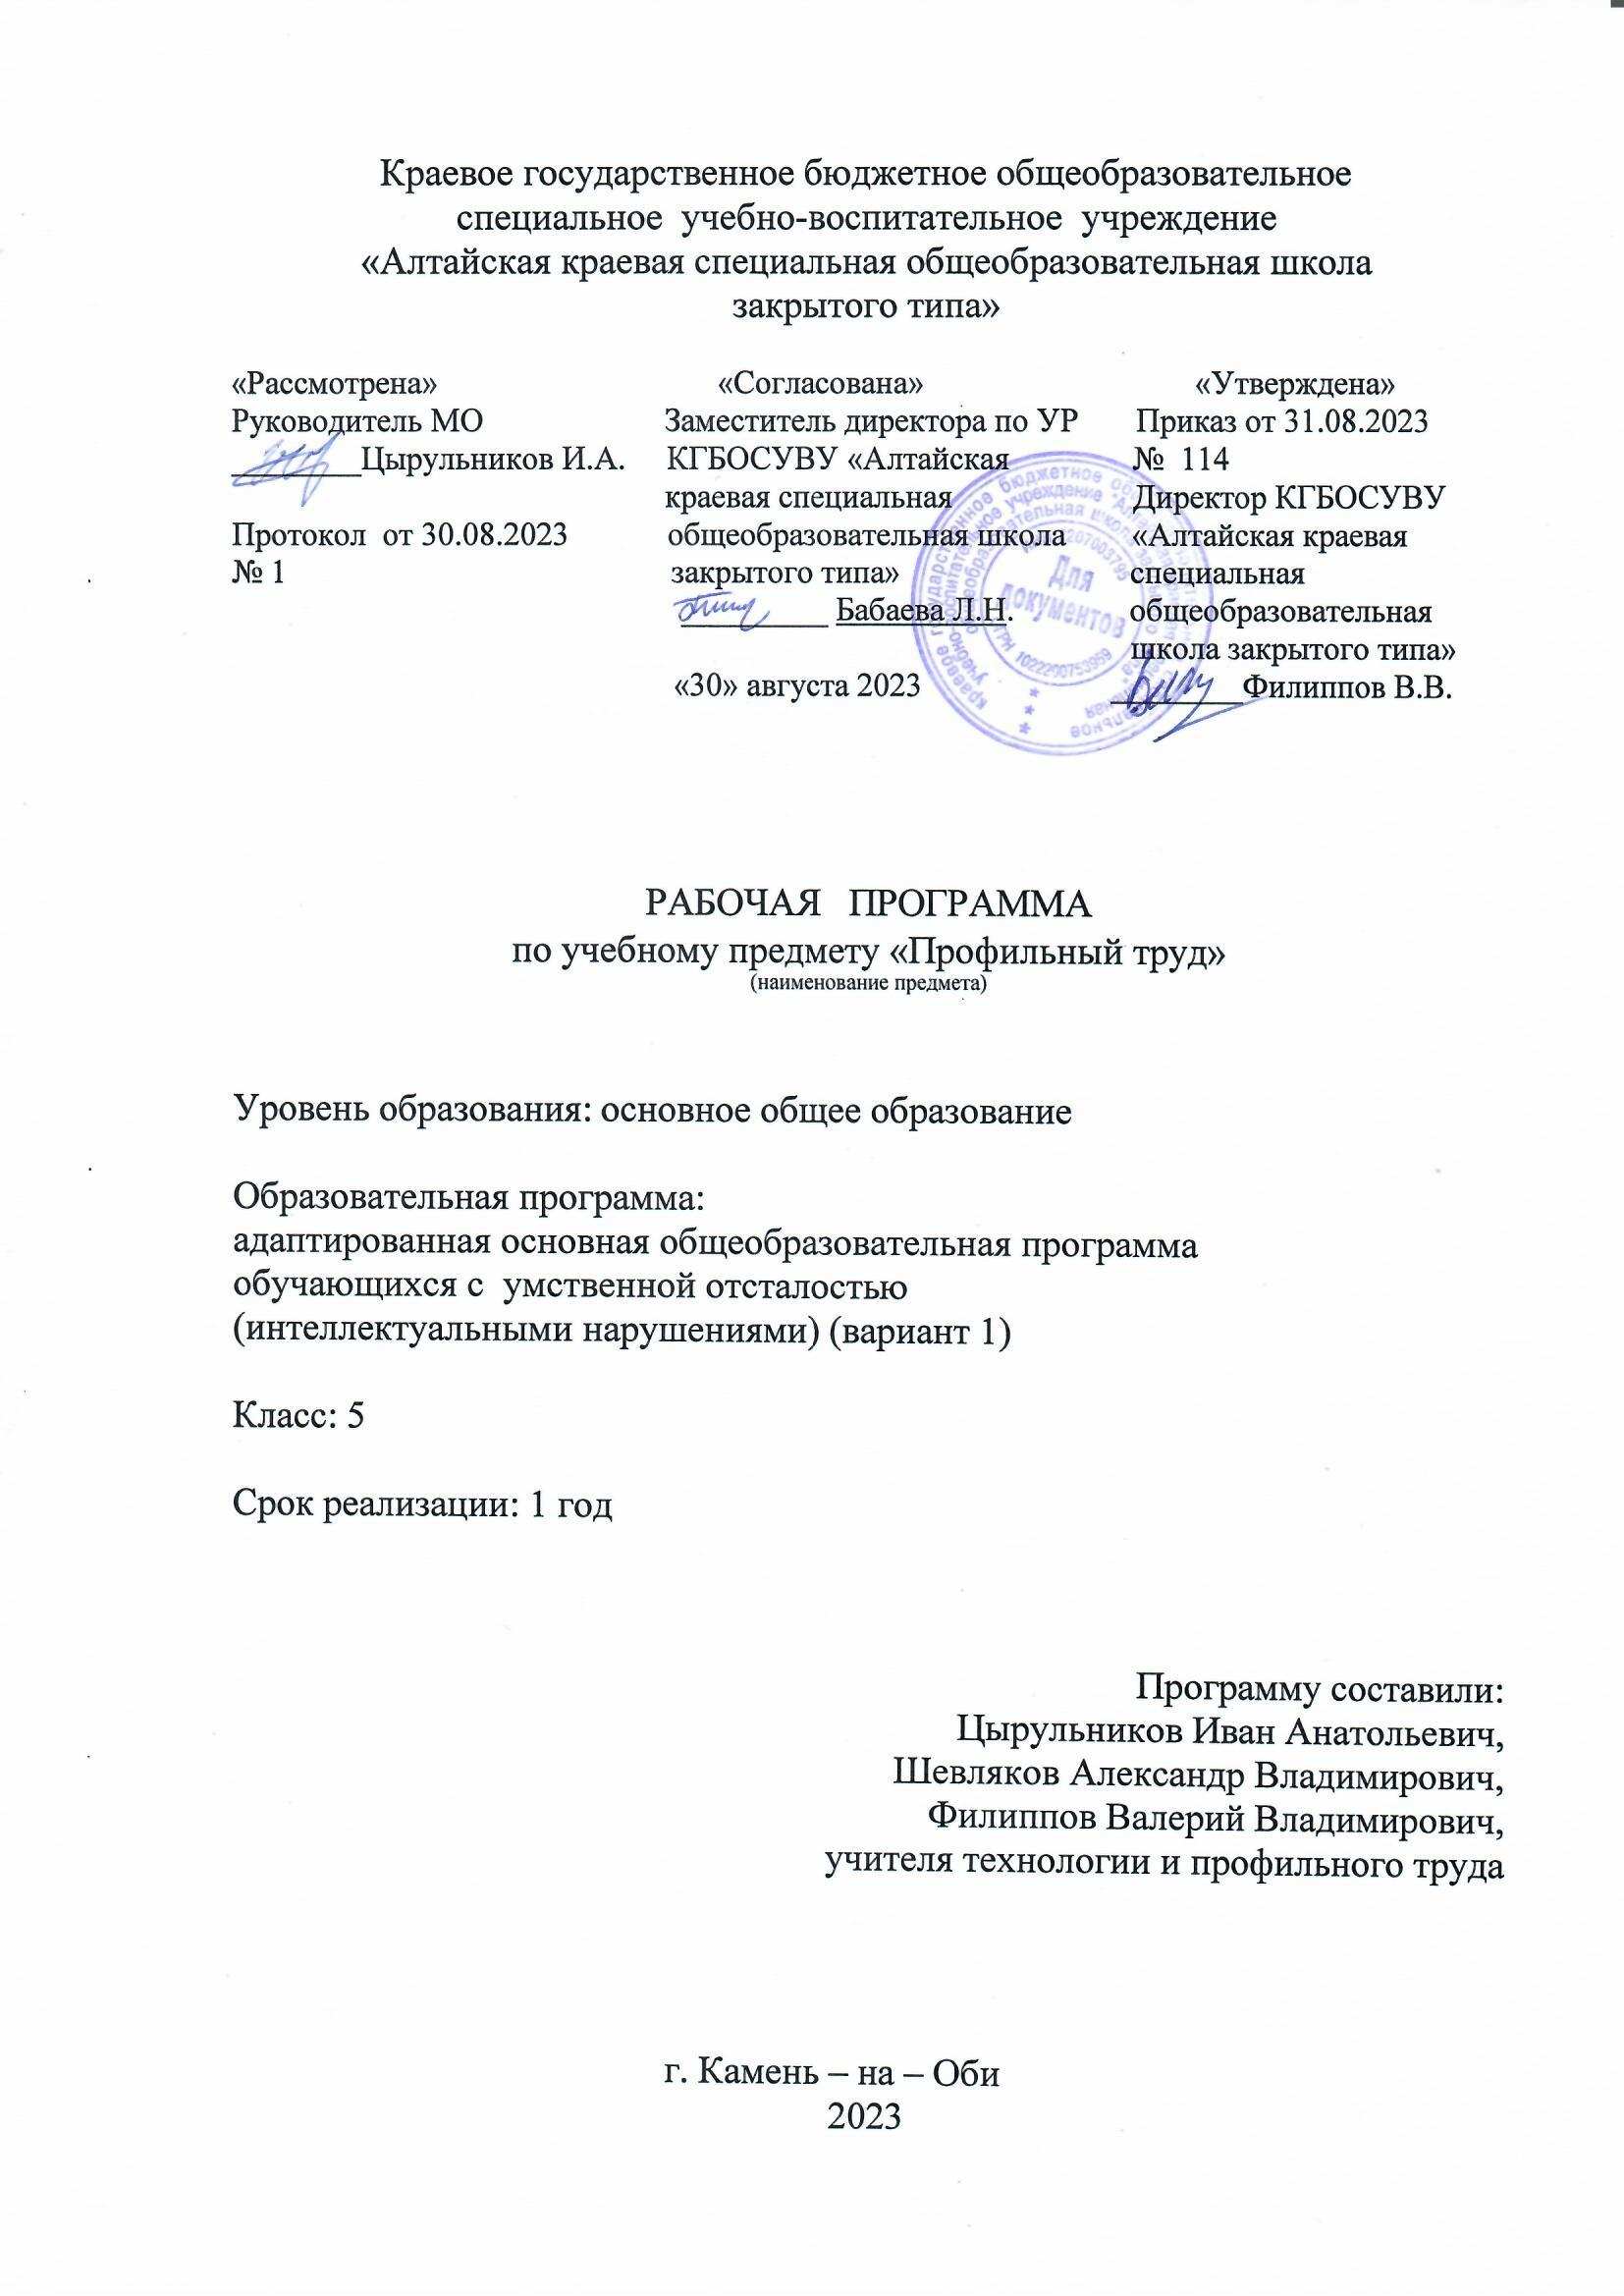 Краевое государственное бюджетное общеобразовательное
специальное учебно-воспитательное учреждение
«Алтайская краевая специальная общеобразовательная школа
закрытого типа»
«Рассмотрена»
Руководитель МО
Цырульников И.А.
Протокол от 30.08.2023
№ 1
«Согласована»
Заместитель директора по УР
КГБОСУВУ «Алтайская
краевая специальная
общеобразовательная школа
закрытого типа»
Бабаева Л.Н.
«30» августа 2023
«Утверждена»
Приказ от 31.08.2023
№ 114
Директор КГБОСУВУ
«Алтайская краевая
специальная
общеобразовательная
школа закрытого типа»
Филиппов В.В.
Для
документов
1022200753959
РАБОЧАЯ ПРОГРАММА
по учебному предмету «Профильный труд»
(наименование предмета)
Уровень образования: основное общее образование
Образовательная программа:
адаптированная основная общеобразовательная программа
обучающихся с умственной отсталостью
(интеллектуальными нарушениями) (вариант 1)
Класс: 5
Срок реализации: 1 год
Программу составили:
Цырульников Иван Анатольевич,
Шевляков Александр Владимирович,
Филиппов Валерий Владимирович,
учителя технологии и профильного труда
г. Камень – на – Оби
2023